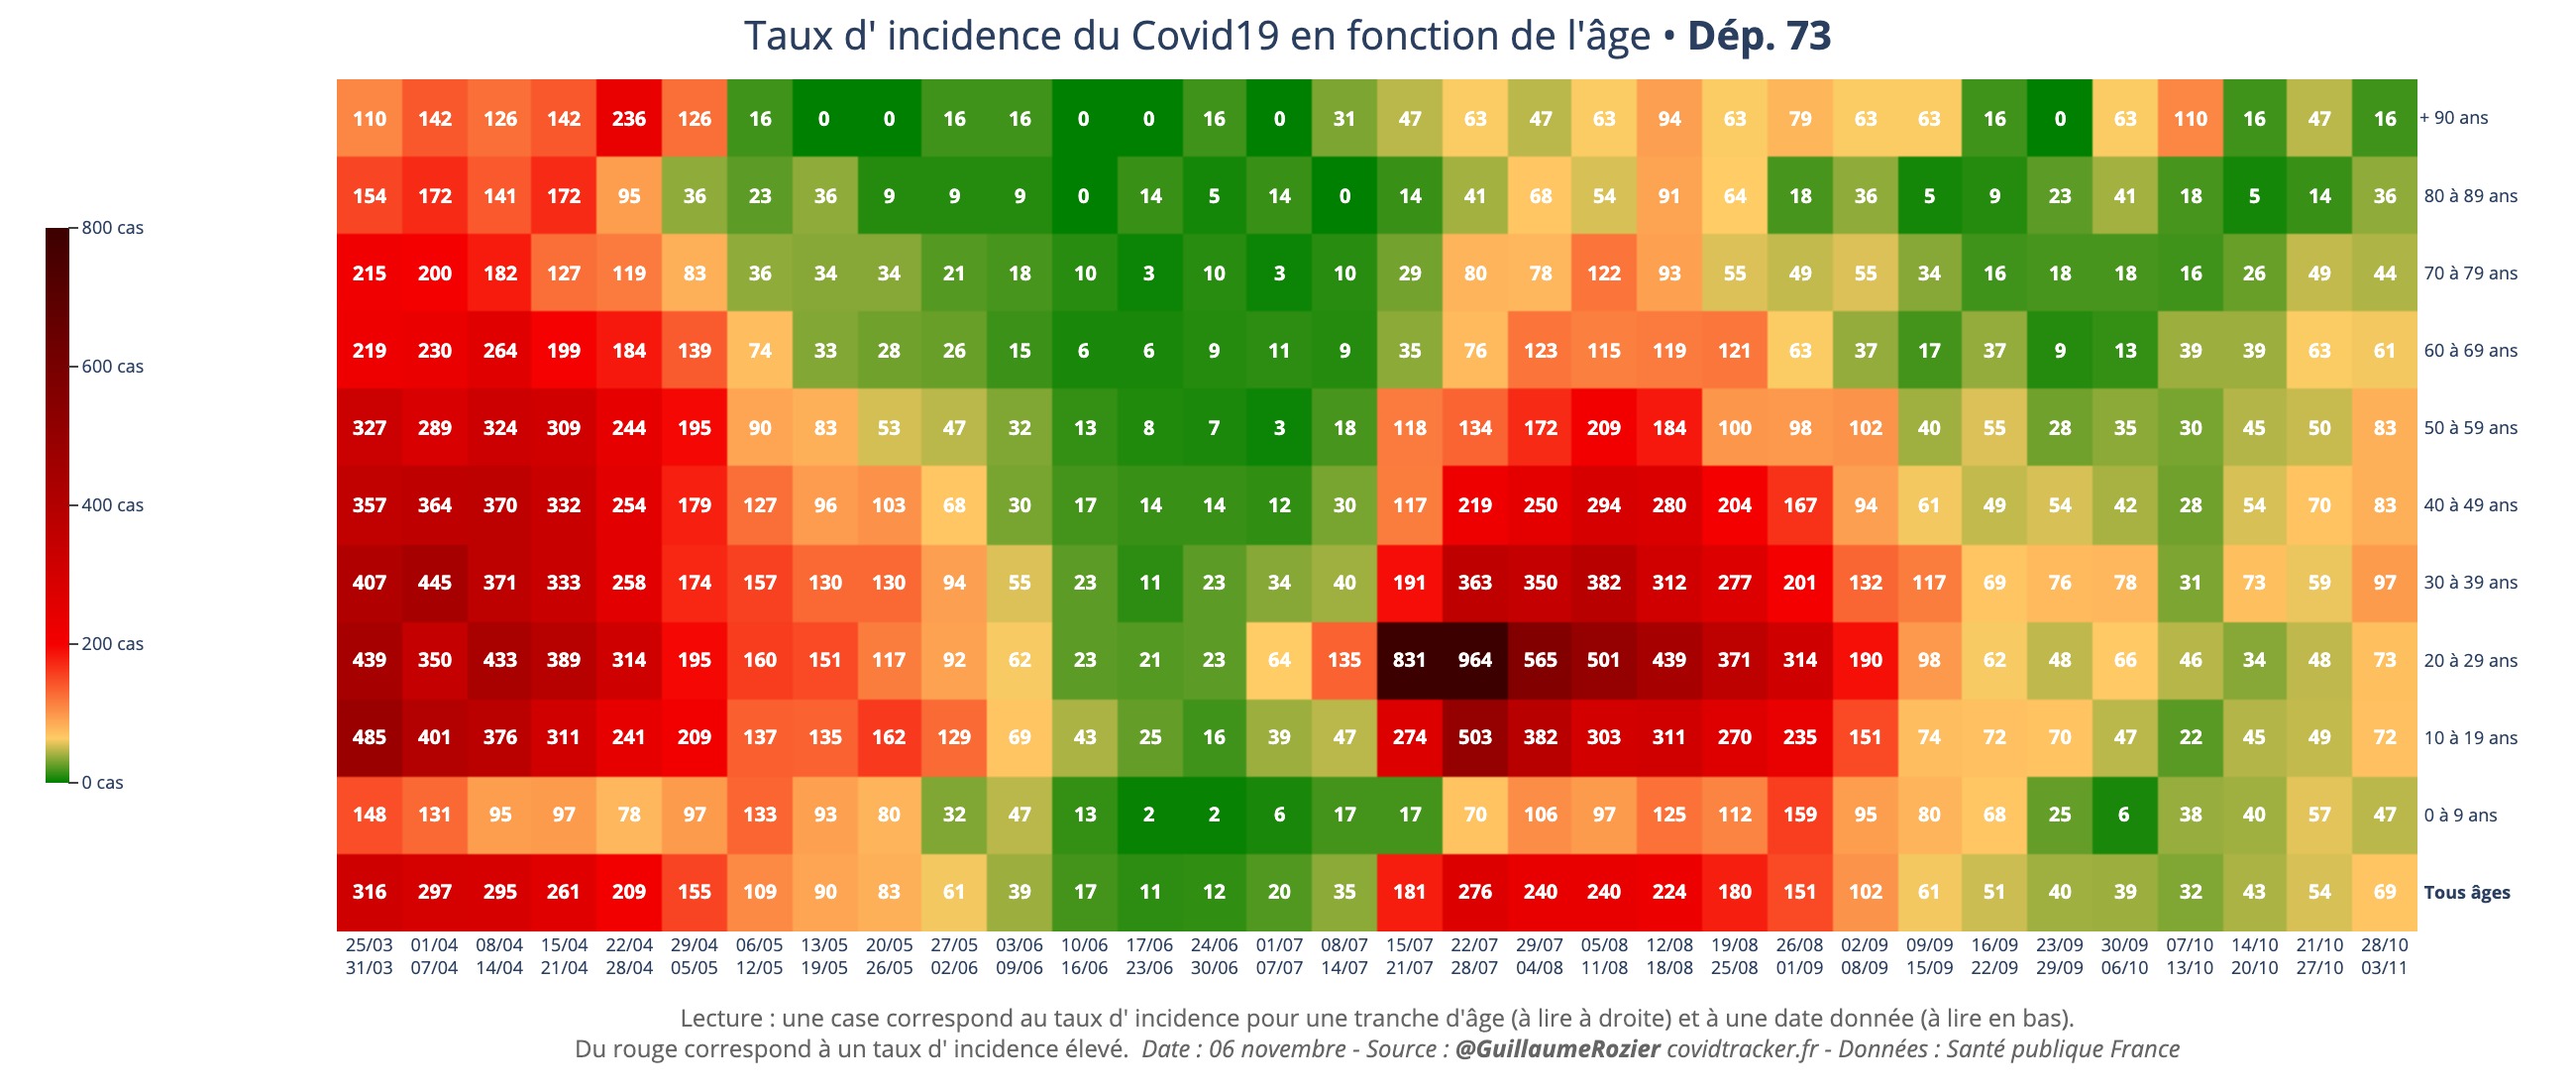 Taux d' incidence du Covid19 en fonction de l'âge • Dép. 73
110 142 126 142 236 126 16 0 0 16 16 0 0 16 0 31 47 63 47 63 94 63 79 63 63 16 0 63 110 16 47 16 + 90 ans
154 172 141 172 95 36 23 36 9 9 9 0 14 5 14 0 14 41 68 54 91 64 18 36 5 9 23 41 18 5 14 36 80 à 89 ans
800 cas
215 200 182 127 119 83 36 34 34 21 18 10 3 10 3 10 29 80 78 122 93 55 49 55 34 16 18 18 16 26 49 44 70 à 79 ans
219 230 264 199 184 139 74 33 28 26 15 6 6 9 11 9 35 76 123 115 119 121 63 37 17 37 9 13 39 39 63 61 60 à 69 ans
600 cas
327 289 324 309 244 195 90 83 53 47 32 13 8 7 3 18 118 134 172 209 184 100 98 102 40 55 28 35 30 45 50 83 50 à 59 ans
400 cas
357 364 370 332 254 179 127 96 103 68 30 17 14 14 12 30 117 219 250 294 280 204 167 94 61 49 54 42 28 54 70 83 40 à 49 ans
407 445 371 333 258 174 157 130 130 94 55 23 11 23 34 40 191 363 350 382 312 277 201 132 117 69 76 78 31 73 59 97 30 à 39 ans
200 cas
439 350 433 389 314 195 160 151 117 92 62 23 21 23 64 135 831 964 565 501 439 371 314 190 98 62 48 66 46 34 48 73 20 à 29 ans
485 401 376 311 241 209 137 135 162 129 69 43 25 16 39 47 274 503 382 303 311 270 235 151 74 72 70 47 22 45 49 72 10 à 19 ans
0 cas
148 131 95 97 78 97 133 93 80 32 47 13 2 2 6 17 17 70 106 97 125 112 159 95 80 68 25 6 38 40 57 47 0 à 9 ans
316 297 295 261 209 155 109 90 83 61 39 17 11 12 20 35 181 276 240 240 224 180 151 102 61 51 40 39 32 43 54 69 Tous âges
25/03 01/04 08/04 15/04 22/04 29/04 06/05 13/05 20/05 27/05 03/06 10/06 17/06 24/06 01/07 08/07 15/07 22/07 29/07 05/08 12/08 19/08 26/08 02/09 09/09 16/09 23/09 30/09 07/10 14/10 21/10 28/10
31/03 07/04 14/04 21/04 28/04 05/05 12/05 19/05 26/05 02/06 09/06 16/06 23/06 30/06 07/07 14/07 21/07 28/07 04/08 11/08 18/08 25/08 01/09 08/09 15/09 22/09 29/09 06/10 13/10 20/10 27/10 03/11
Lecture : une case correspond au taux d' incidence pour une tranche d'âge (à lire à droite) et à une date donnée (à lire en bas).
Du rouge correspond à un taux d' incidence élevé. Date : 06 novembre - Source : @GuillaumeRozier covidtracker.fr - Données : Santé publique France